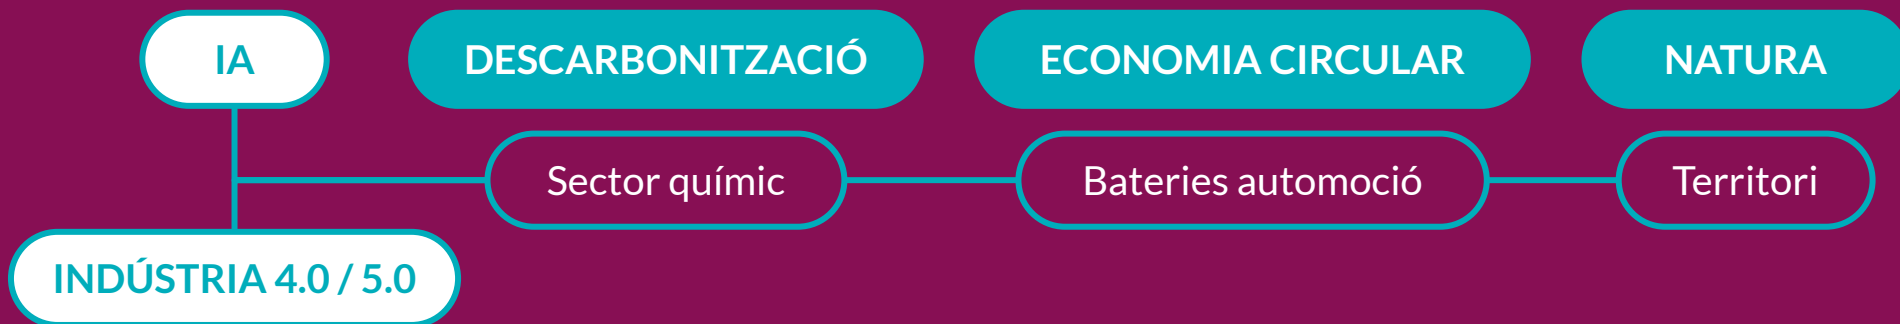 IA
DESCARBONITZACIÓ
ECONOMIA CIRCULAR
NATURA
Sector químic
Bateries automoció
Territori
INDÚSTRIA 4.0 / 5.0